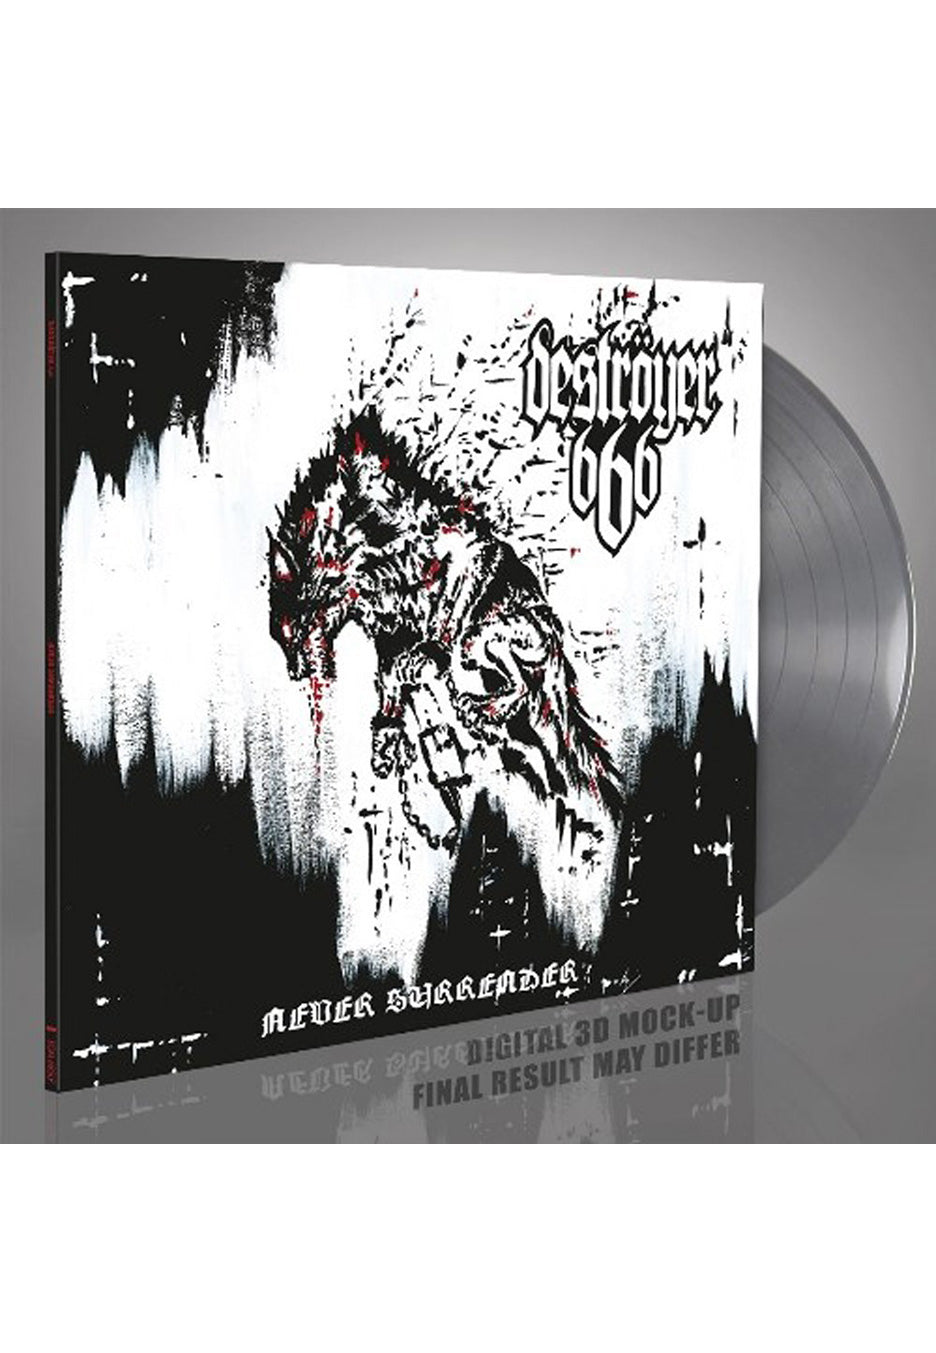 deströyer
666
NEVER SURRENDER
DIGITAL 3D MOCK-UP
FINAL RESULT MAY DIFFER